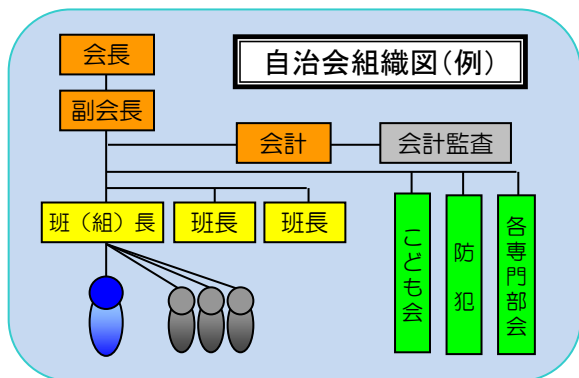 自治会組織図(例)
会長
副会長
会計
会計監査
班(組)長
班長
班長
こども会
防犯
各専門部会